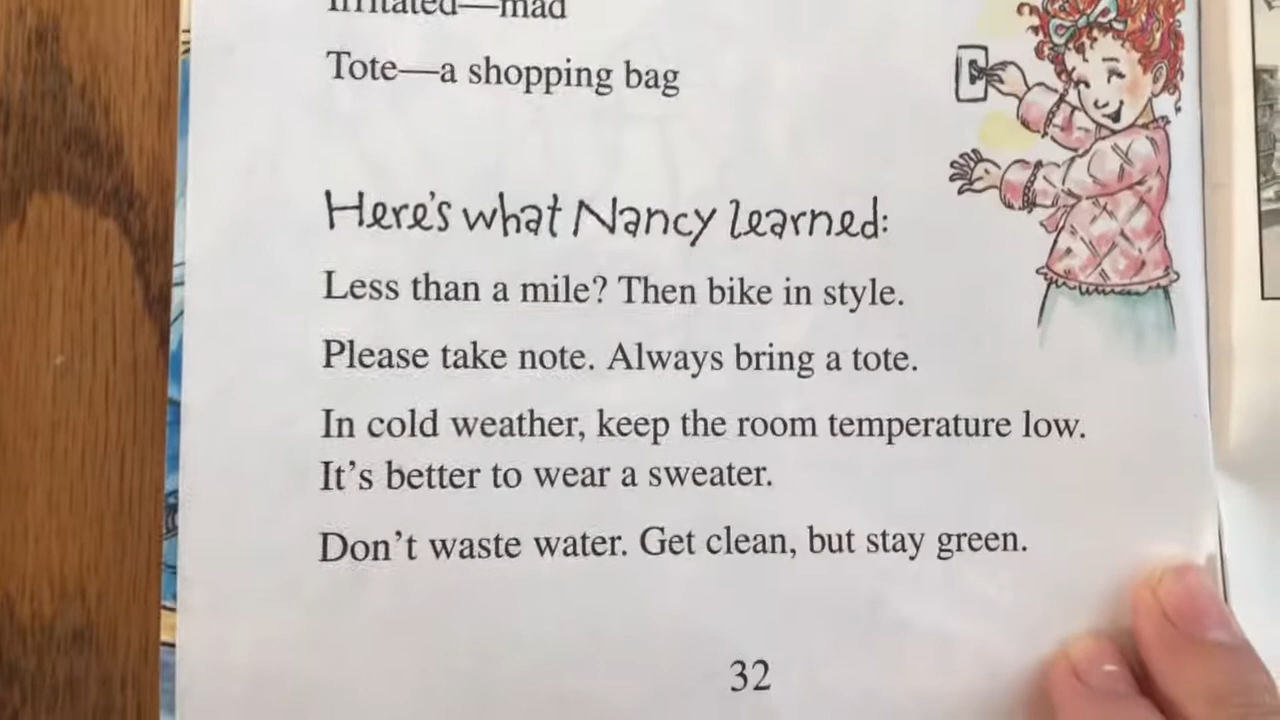 Irritated—mad
Tote—a shopping bag
Here's what Nancy learned:
Less than a mile? Then bike in style.
Please take note. Always bring a tote.
In cold weather, keep the room temperature low.
It's better to wear a sweater.
Don't waste water. Get clean, but stay green.
32